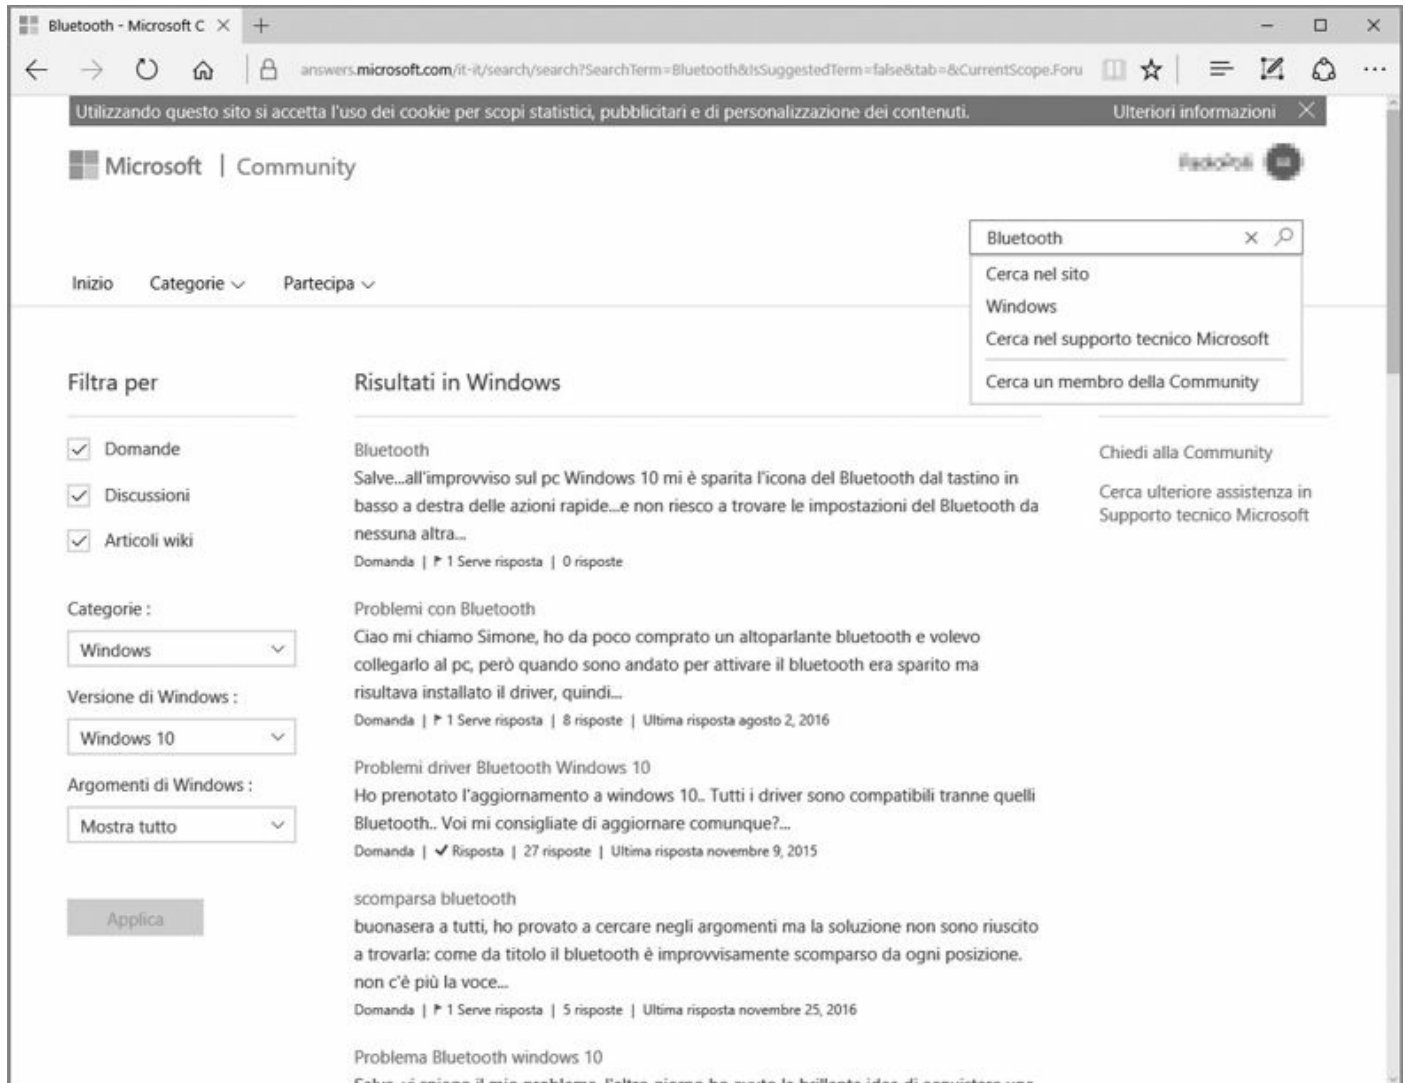 Bluetooth - Microsoft C
answers.microsoft.com/it-it/search/search?SearchTerm=Bluetooth&IsSuggestedTerm=false&tab=&CurrentScope.Foru
Utilizzando questo sito si accetta l'uso dei cookie per scopi statistici, pubblicitari e di personalizzazione dei contenuti. Ulteriori informazioni
Microsoft | Community
Bluetooth
Cerca nel sito
Windows
Cerca nel supporto tecnico Microsoft
Cerca un membro della Community
Inizio Categorie Partecipa
Filtra per
Domande
Discussioni
Articoli wiki
Categorie :
Windows
Versione di Windows :
Windows 10
Argomenti di Windows :
Mostra tutto
Applica
Risultati in Windows
Bluetooth
Salve...all'improvviso sul pc Windows 10 mi è sparita l'icona del Bluetooth dal tastino in
basso a destra delle azioni rapide...e non riesco a trovare le impostazioni del Bluetooth da
nessuna altra...
Domanda | 1 Serve risposta | 0 risposte
Problemi con Bluetooth
Ciao mi chiamo Simone, ho da poco comprato un altoparlante bluetooth e volevo
collegarlo al pc, però quando sono andato per attivare il bluetooth era sparito ma
risultava installato il driver, quindi...
Domanda | 1 Serve risposta | 8 risposte | Ultima risposta agosto 2, 2016
Problemi driver Bluetooth Windows 10
Ho prenotato l'aggiornamento a windows 10.. Tutti i driver sono compatibili tranne quelli
Bluetooth.. Voi mi consigliate di aggiornare comunque?...
Domanda | ✔ Risposta | 27 risposte | Ultima risposta novembre 9, 2015
scomparsa bluetooth
buonasera a tutti, ho provato a cercare negli argomenti ma la soluzione non sono riuscito
a trovarla: come da titolo il bluetooth è improvvisamente scomparso da ogni posizione.
non c'è più la voce...
Domanda | 1 Serve risposta | 5 risposte | Ultima risposta novembre 25, 2016
Problema Bluetooth windows 10
Chiedi alla Community
Cerca ulteriore assistenza in
Supporto tecnico Microsoft